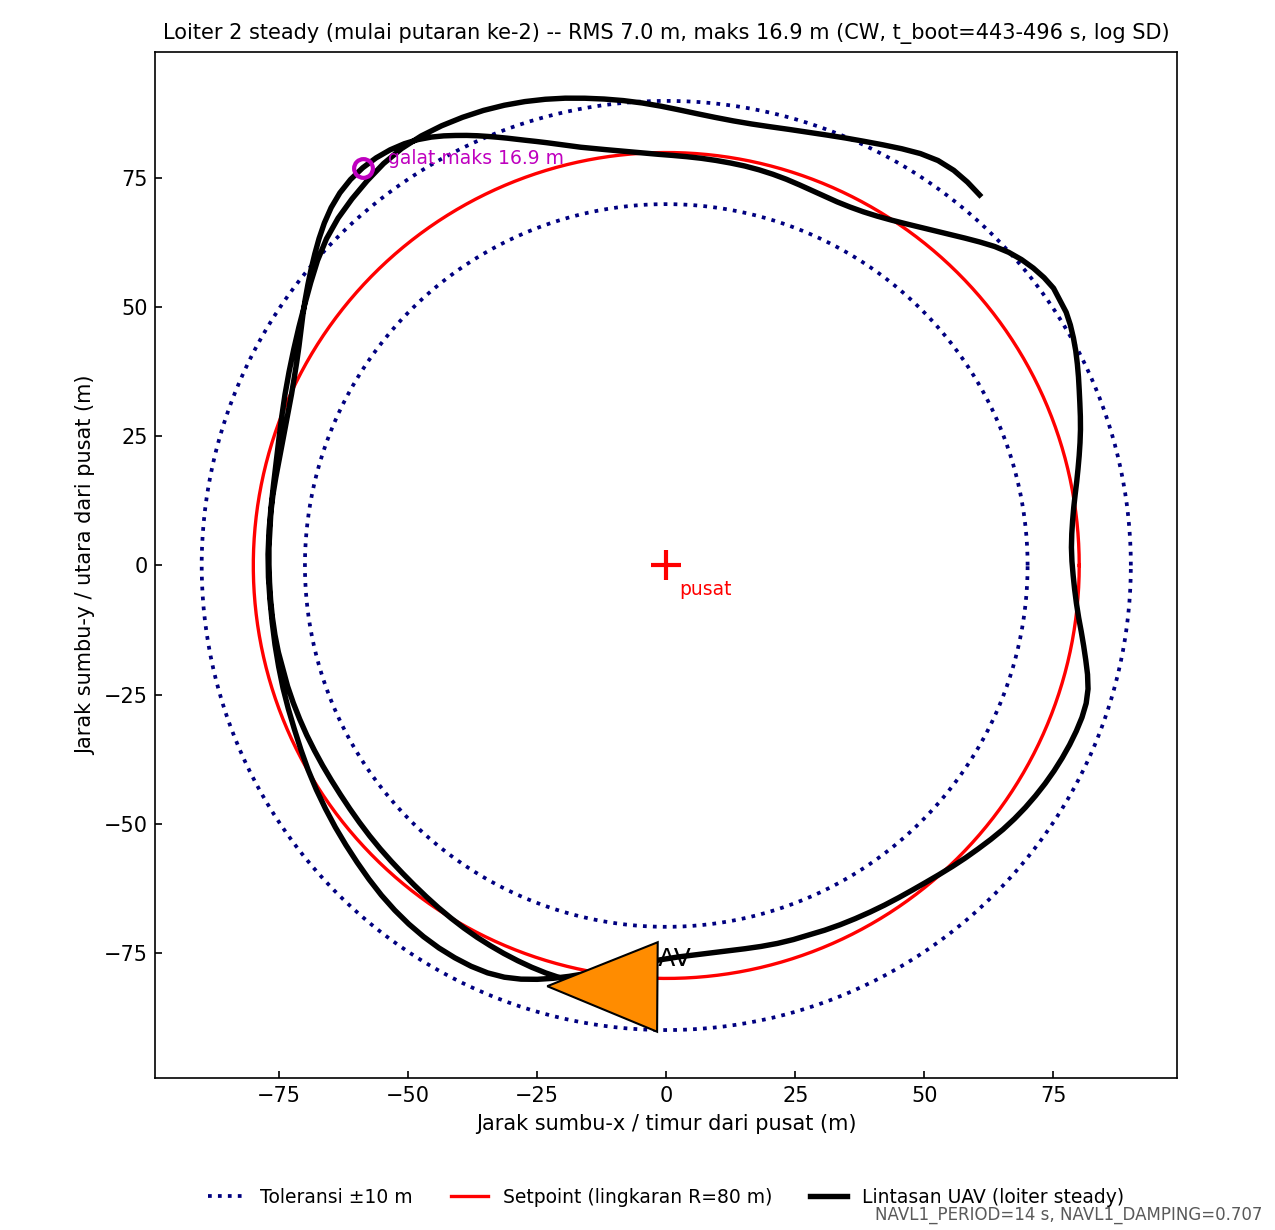 Loiter 2 steady (mulai putaran ke-2) -- RMS 7.0 m, maks 16.9 m (CW, t_boot=443-496 s, log SD)
galat maks 16.9 m
pusat
AV
Jarak sumbu-y / utara dari pusat (m)
75
50
25
0
−25
−50
−75
−75 −50 −25 0 25 50 75
Jarak sumbu-x / timur dari pusat (m)
Toleransi ±10 m Setpoint (lingkaran R=80 m) Lintasan UAV (loiter steady)
NAVL1_PERIOD=14 s, NAVL1_DAMPING=0.707